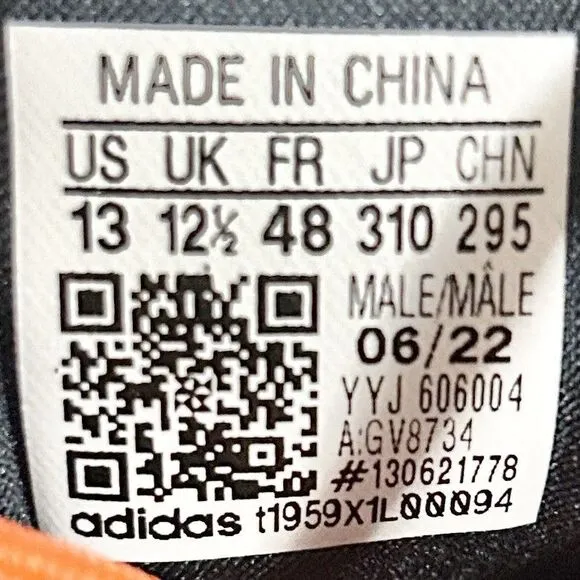 MADE IN CHINA
US UK FR JP CHN
13 12½ 48 310 295
MALE/MÂLE
06/22
YYJ 606004
A:GV8734
#130621778
adidas t1959X1L00094